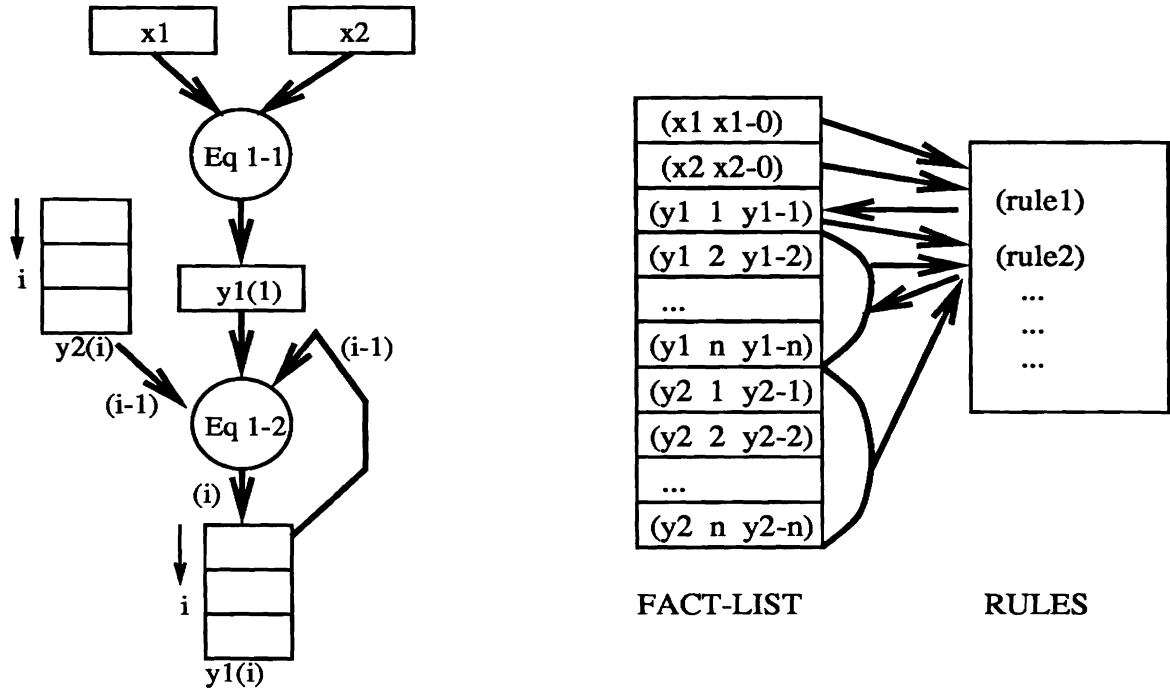 x1
x2
Eq 1-1
i
y2(i)
y1(1)
(i-1)
(i-1)
Eq 1-2
(i)
i
y1(i)
(x1 x1-0)
(x2 x2-0)
(y1 1 y1-1)
(y1 2 y1-2)
...
(y1 n y1-n)
(y2 1 y2-1)
(y2 2 y2-2)
...
(y2 n y2-n)
FACT-LIST
(rule1)
(rule2)
...
...
...
RULES